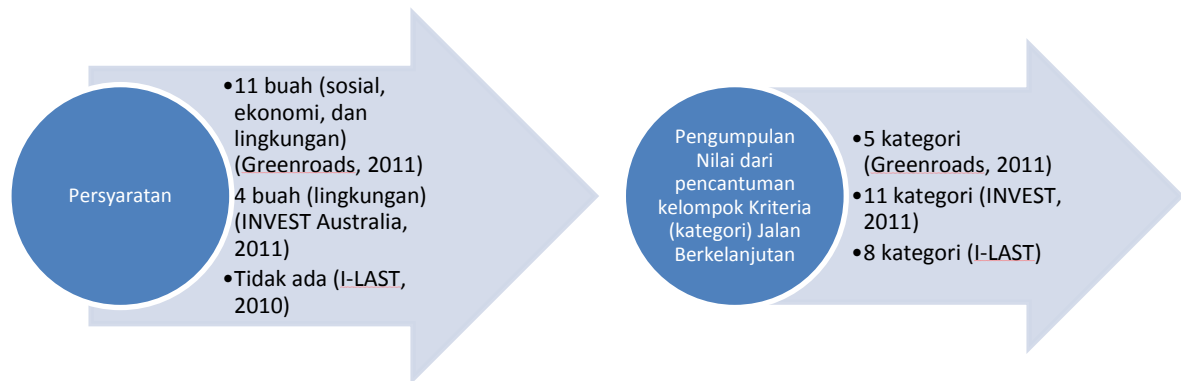 Persyaratan
•11 buah (sosial,
ekonomi, dan
lingkungan)
(Greenroads, 2011)
•4 buah (lingkungan)
(INVEST Australia,
2011)
•Tidak ada (I-LAST,
2010)
Pengumpulan
Nilai dari
pencantuman
kelompok Kriteria
(kategori) Jalan
Berkelanjutan
•5 kategori
(Greenroads, 2011)
•11 kategori (INVEST,
2011)
•8 kategori (I-LAST)